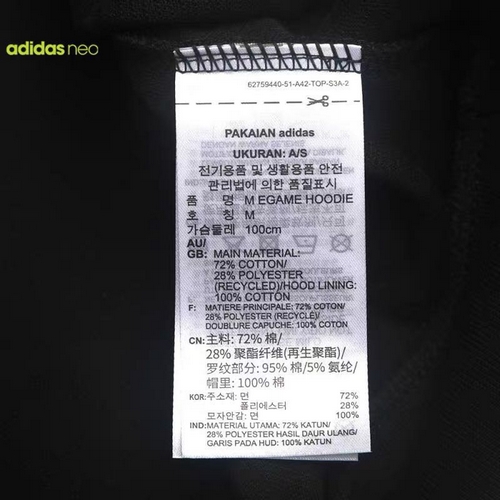 adidas neo
62759440-51-A42-TOP-S3A-2
PAKAIAN adidas
UKURAN: A/S
전기용품 및 생활용품 안전
관리법에 의한 품질표시
품 명 M EGAME HOODIE
호 칭 M
가슴둘레 100cm
AU/
GB: MAIN MATERIAL:
72% COTTON/
28% POLYESTER
(RECYCLED)/HOOD LINING:
100% COTTON
F: MATIERE PRINCIPALE: 72% COTON/
28% POLYESTER (RECYCLÉ)/
DOUBLURE CAPUCHE: 100% COTON
CN: 主料: 72% 棉/
28% 聚酯纤维(再生聚酯)/
罗纹部分: 95% 棉/5% 氨纶/
帽里: 100% 棉
KOR: 주소재: 면 72%
폴리에스터 28%
모자안감: 면 100%
IND: MATERIAL UTAMA: 72% KATUN/
28% POLYESTER HASIL DAUR ULANG/
GARIS PADA HUD: 100% KATUN